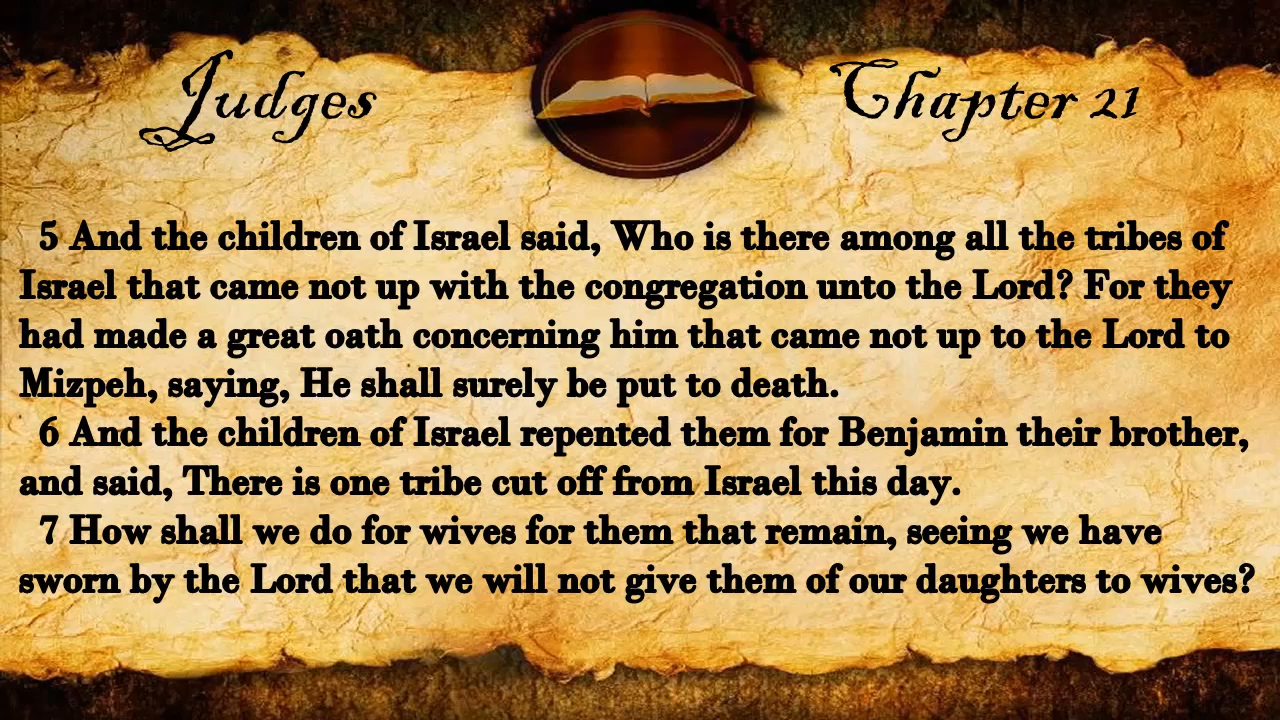 Judges
Chapter 21
5 And the children of Israel said, Who is there among all the tribes of
Israel that came not up with the congregation unto the Lord? For they
had made a great oath concerning him that came not up to the Lord to
Mizpeh, saying, He shall surely be put to death.
6 And the children of Israel repented them for Benjamin their brother,
and said, There is one tribe cut off from Israel this day.
7 How shall we do for wives for them that remain, seeing we have
sworn by the Lord that we will not give them of our daughters to wives?